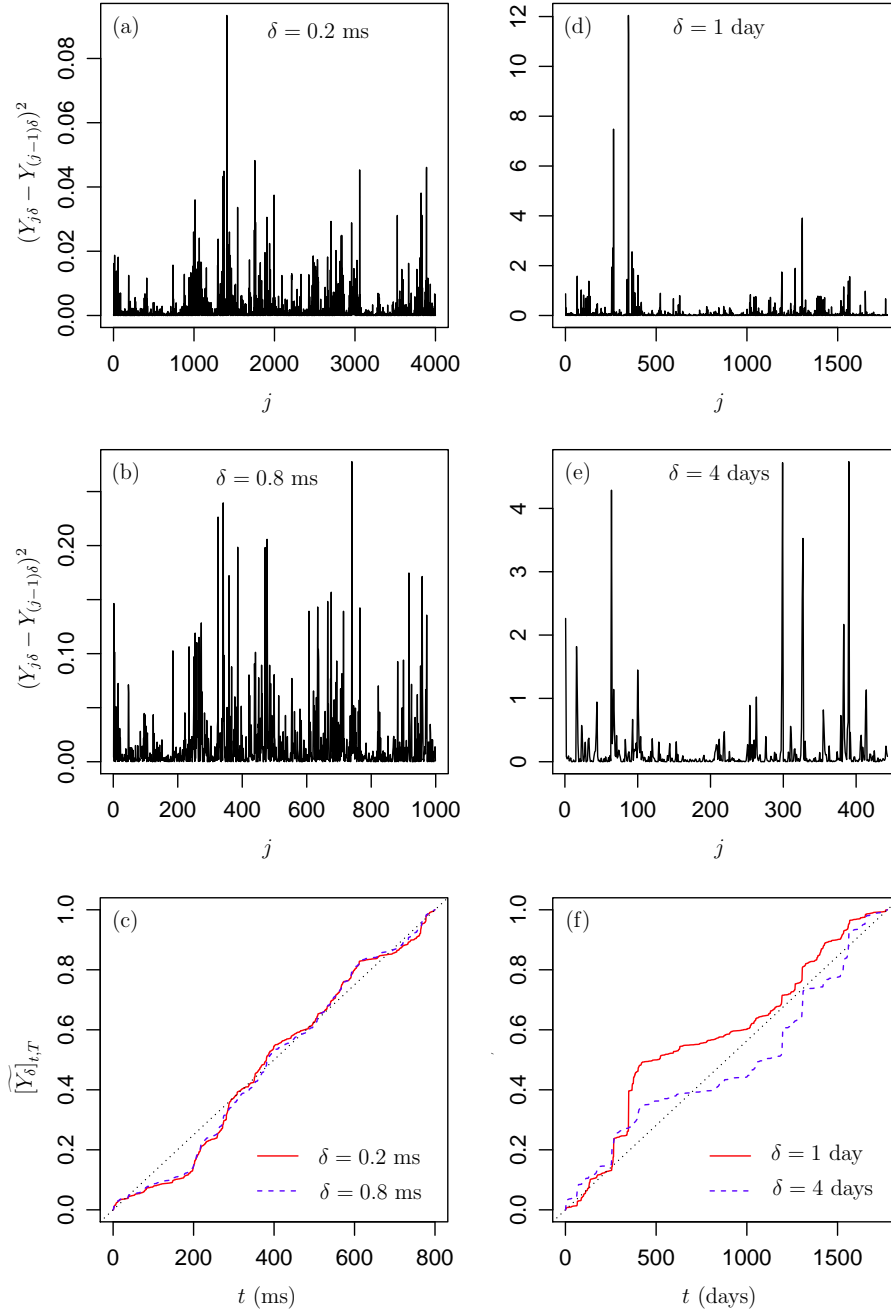 (a)
δ = 0.2 ms
(Y_{jδ} − Y_{(j−1)δ})^2
0.00 0.02 0.04 0.06 0.08
0 1000 2000 3000 4000
j
(d)
δ = 1 day
0 2 4 6 8 10 12
0 500 1000 1500
j
(b)
δ = 0.8 ms
(Y_{jδ} − Y_{(j−1)δ})^2
0.00 0.10 0.20
0 200 400 600 800 1000
j
(e)
δ = 4 days
0 1 2 3 4
0 100 200 300 400
j
(c)
\widetilde{[Y_δ]}_{t,T}
0.0 0.2 0.4 0.6 0.8 1.0
δ = 0.2 ms
δ = 0.8 ms
0 200 400 600 800
t (ms)
(f)
0.0 0.2 0.4 0.6 0.8 1.0
δ = 1 day
δ = 4 days
0 500 1000 1500
t (days)